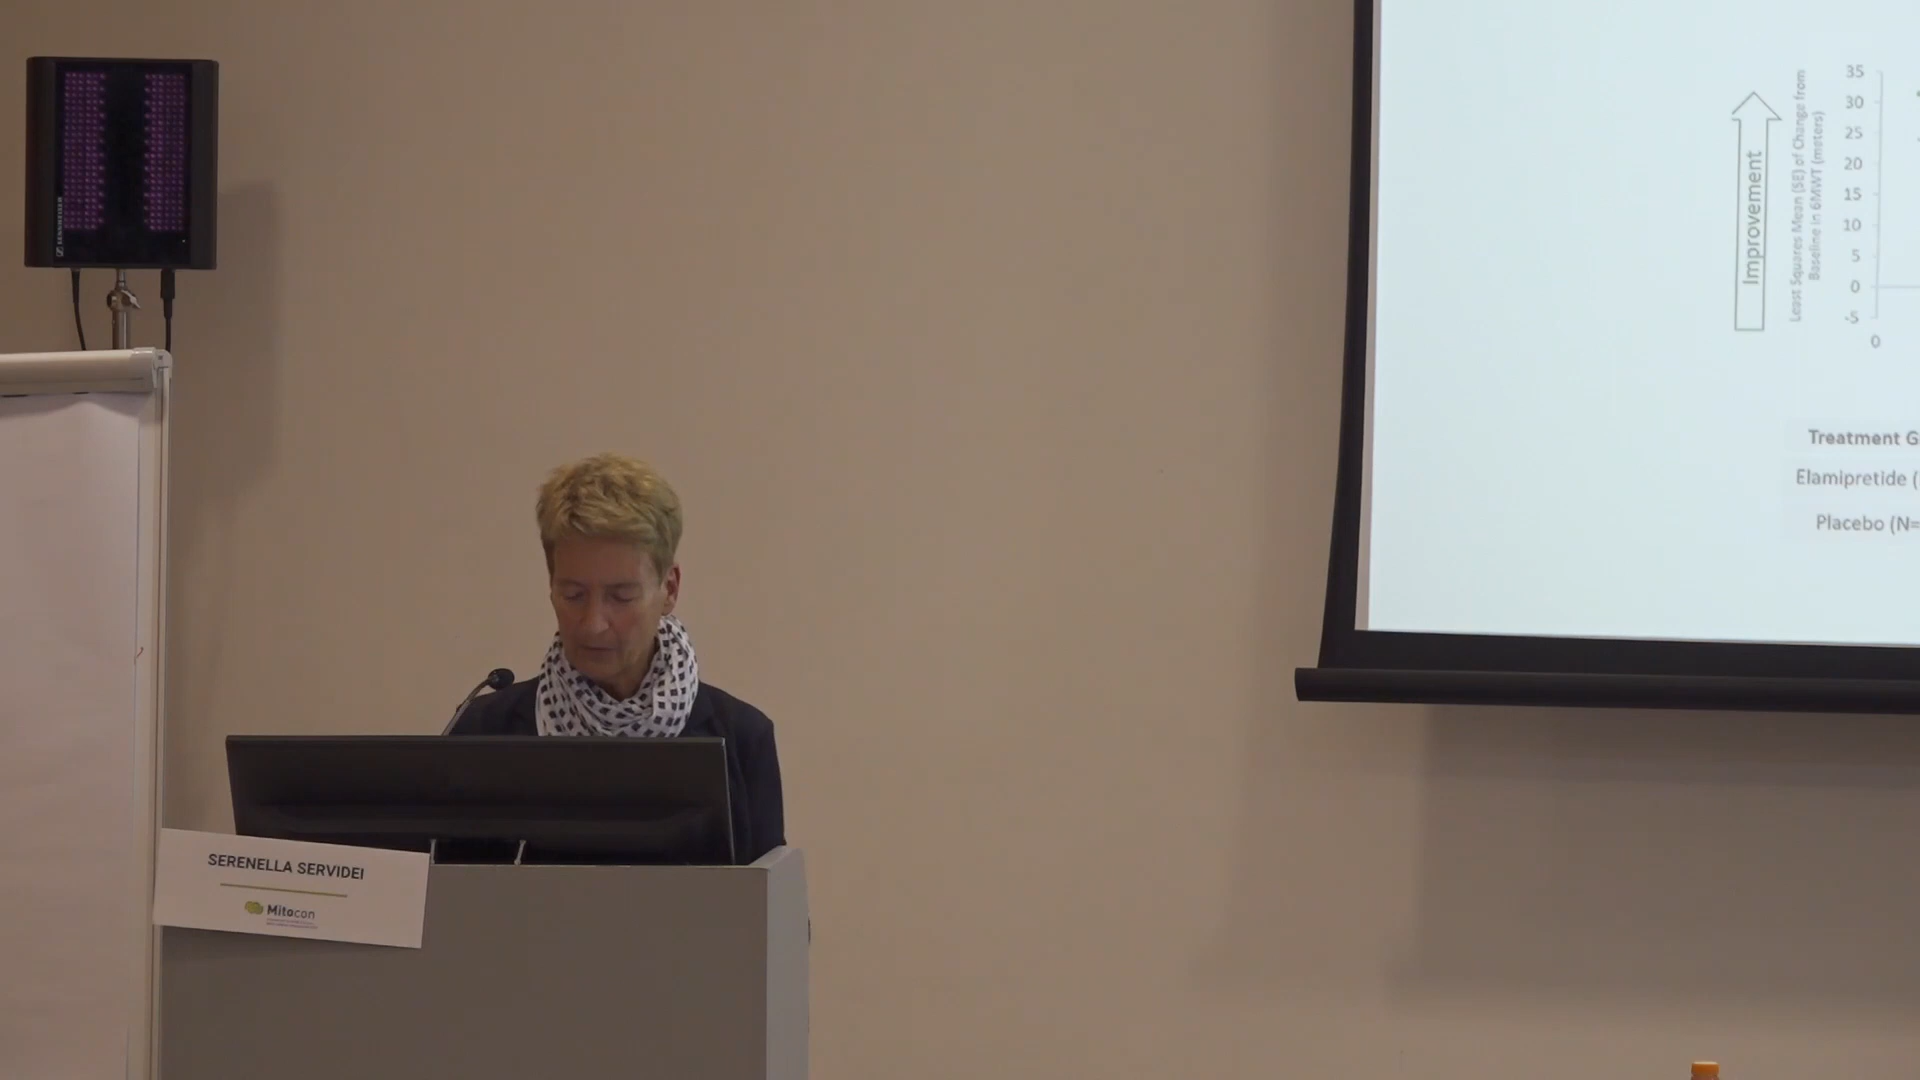 SENNHEISER
SERENELLA SERVIDEI
Mitocon
Improvement
Least Squares Mean (SE) of Change from
Baseline in 6MWT (meters)
35
30
25
20
15
10
5
0
-5
0
Treatment G
Elamipretide (
Placebo (N=